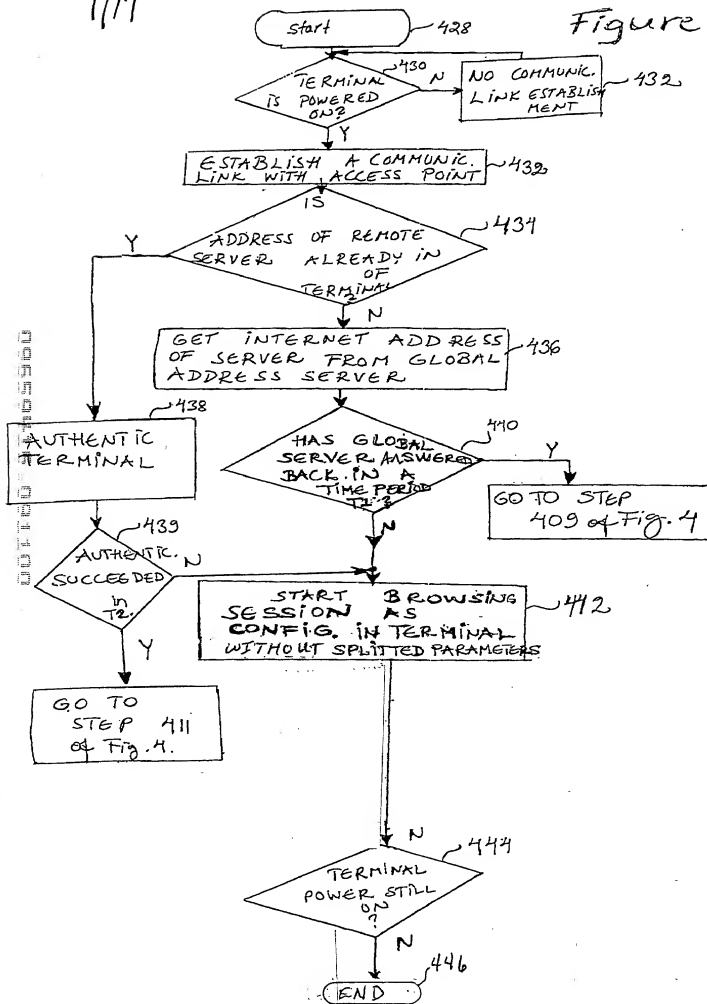 Figure
start
428
430
TERMINAL
IS POWERED
ON?
N
NO COMMUNIC.
LINK ESTABLISH
MENT
432
Y
ESTABLISH A COMMUNIC.
LINK WITH ACCESS POINT
432
IS
ADDRESS OF REMOTE
SERVER ALREADY IN
OF
TERMINAL
?
434
Y
N
GET INTERNET ADDRESS
OF SERVER FROM GLOBAL
ADDRESS SERVER
436
438
AUTHENTIC
TERMINAL
HAS GLOBAL
SERVER ANSWERED
BACK IN A
TIME PERIOD
T2?
440
Y
GO TO STEP
409 of Fig. 4
N
439
AUTHENTIC.
SUCCEEDED
in
T2.
N
Y
START BROWSING
SESSION AS
CONFIG. IN TERMINAL
WITHOUT SPLITTED PARAMETERS
442
GO TO
STEP 411
of Fig. 4.
N
TERMINAL
POWER STILL
ON
?
444
N
END
446